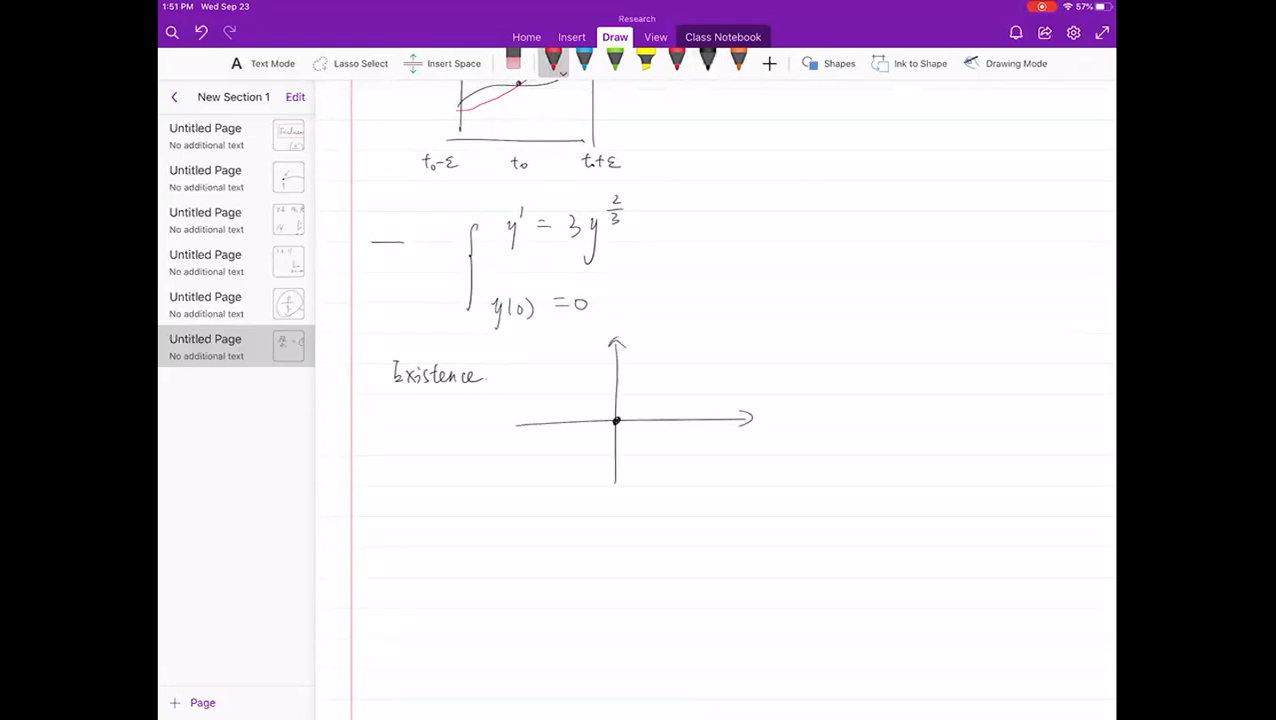 1:51 PM Wed Sep 23
57%
Research
Home Insert Draw View Class Notebook
Text Mode Lasso Select Insert Space Shapes Ink to Shape Drawing Mode
New Section 1 Edit
Untitled Page
No additional text
Untitled Page
No additional text
Untitled Page
No additional text
Untitled Page
No additional text
Untitled Page
No additional text
Untitled Page
No additional text
+ Page
t₀-ε t₀ t₀+ε
y' = 3y^{2/3}
y(0) = 0
Existence.